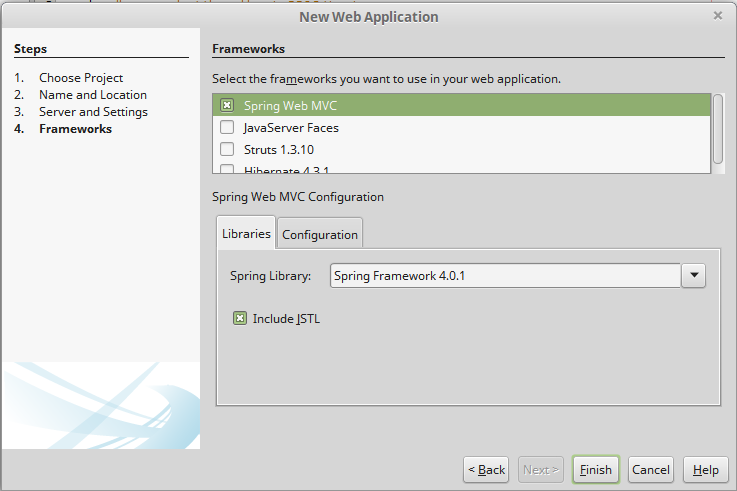 New Web Application
Steps
1. Choose Project
2. Name and Location
3. Server and Settings
4. Frameworks
Frameworks
Select the frameworks you want to use in your web application.
Spring Web MVC
JavaServer Faces
Struts 1.3.10
Hibernate 4.3.1
Spring Web MVC Configuration
Libraries
Configuration
Spring Library:
Spring Framework 4.0.1
Include JSTL
< Back
Next >
Finish
Cancel
Help